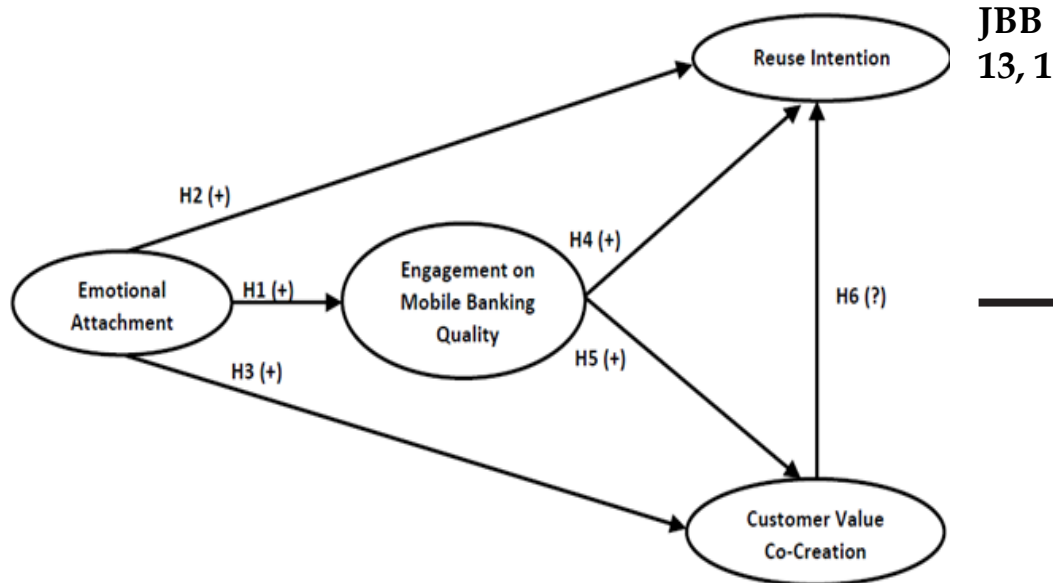 JBB
13, 1
Reuse Intention
H2 (+)
H4 (+)
Engagement on
Mobile Banking
Quality
Emotional
Attachment
H1 (+)
H6 (?)
H5 (+)
H3 (+)
Customer Value
Co-Creation